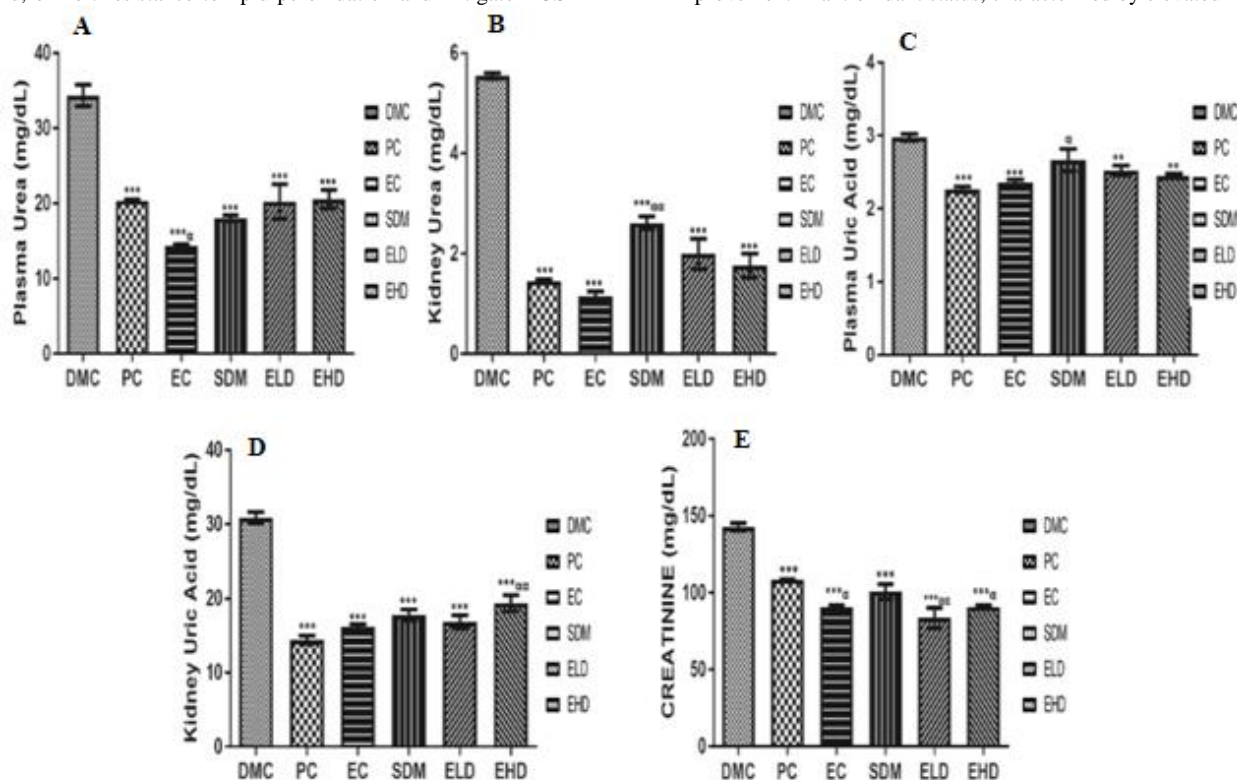 A
Plasma Urea (mg/dL)
40
30
20
10
0
***
***α
***
***
***
DMC PC EC SDM ELD EHD
DMC
PC
EC
SDM
ELD
EHD
B
Kidney Urea (mg/dL)
6
4
2
0
***
***
***αα
***
***
DMC PC EC SDM ELD EHD
DMC
PC
EC
SDM
ELD
EHD
C
Plasma Uric Acid (mg/dL)
4
3
2
1
0
***
***
α
**
**
DMC PC EC SDM ELD EHD
DMC
PC
EC
SDM
ELD
EHD
D
Kidney Uric Acid (mg/dL)
40
30
20
10
0
***
***
***
***
***αα
DMC PC EC SDM ELD EHD
DMC
PC
EC
SDM
ELD
EHD
E
CREATININE (mg/dL)
200
150
100
50
0
***
***α
***
***αα
***α
DMC PC EC SDM ELD EHD
DMC
PC
EC
SDM
ELD
EHD